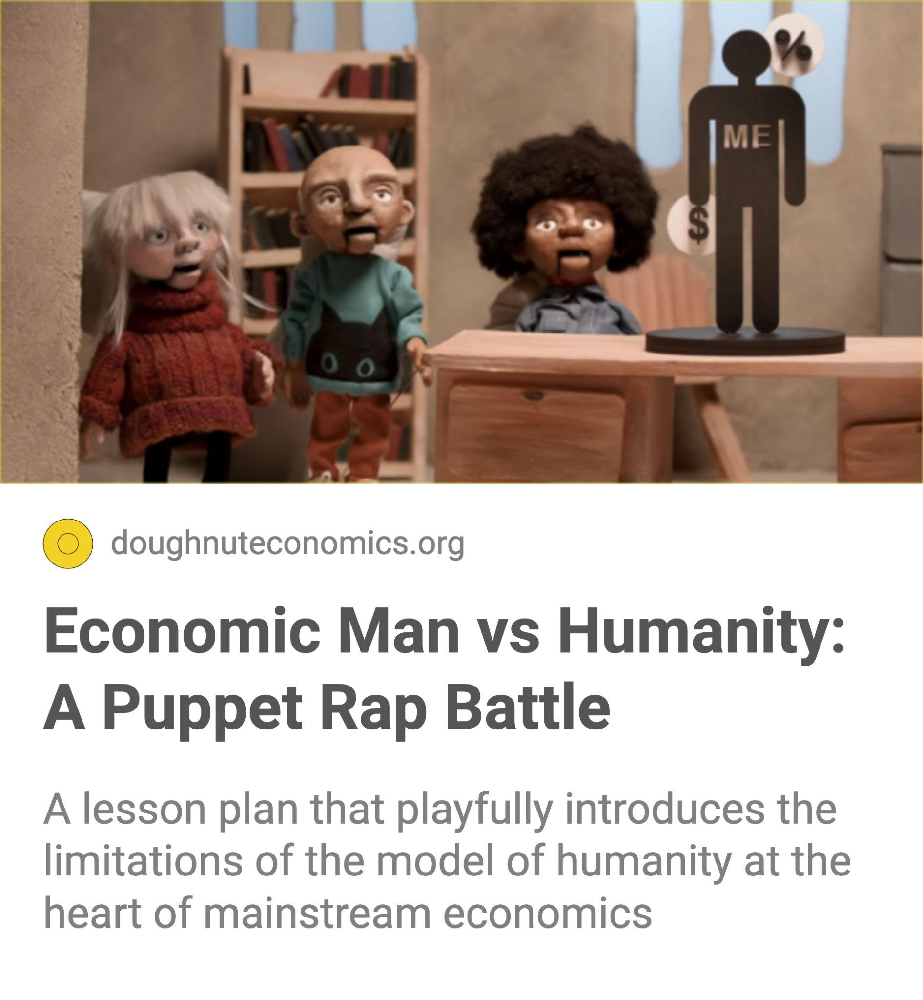 %
ME
$
doughnuteconomics.org
Economic Man vs Humanity:
A Puppet Rap Battle
A lesson plan that playfully introduces the
limitations of the model of humanity at the
heart of mainstream economics